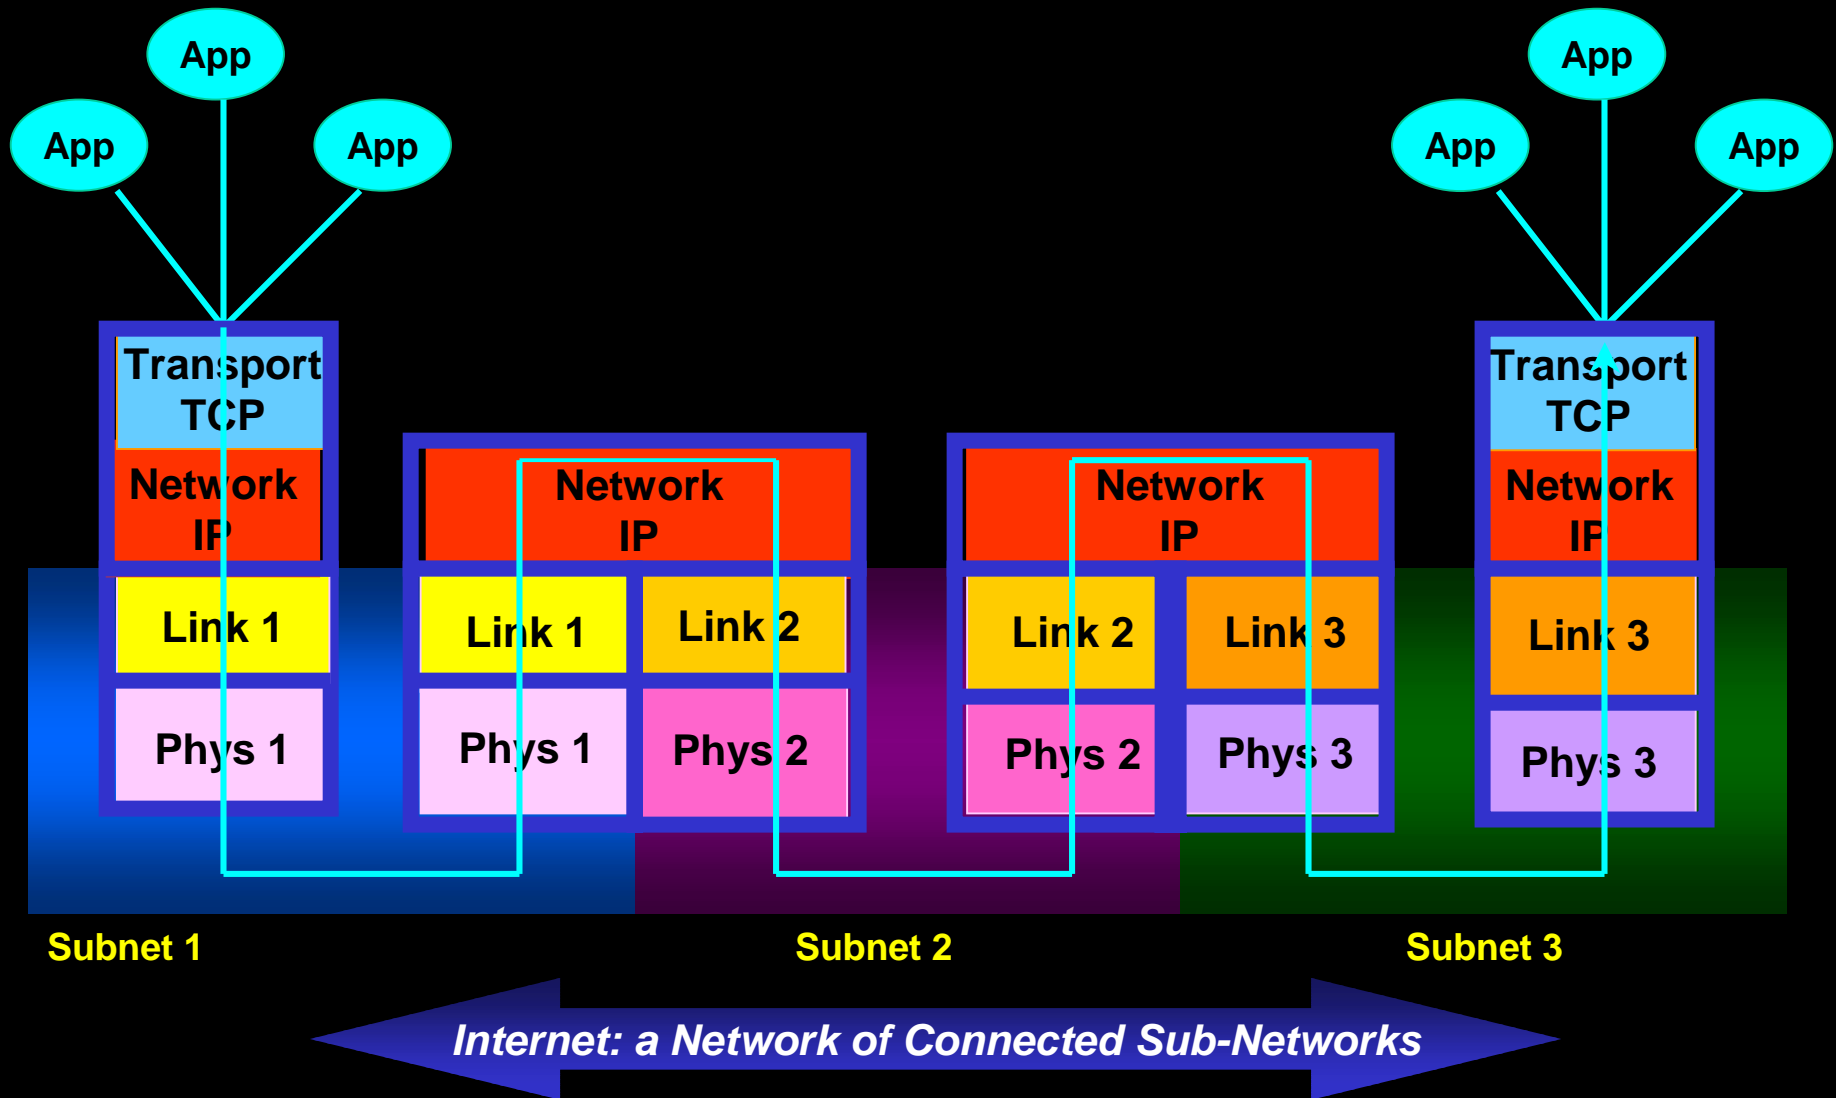 App
App
App
App
App
App
Transport
TCP
Network
IP
Link 1
Phys 1
Network
IP
Link 1
Link 2
Phys 1
Phys 2
Network
IP
Link 2
Link 3
Phys 2
Phys 3
Transport
TCP
Network
IP
Link 3
Phys 3
Subnet 1
Subnet 2
Subnet 3
Internet: a Network of Connected Sub-Networks